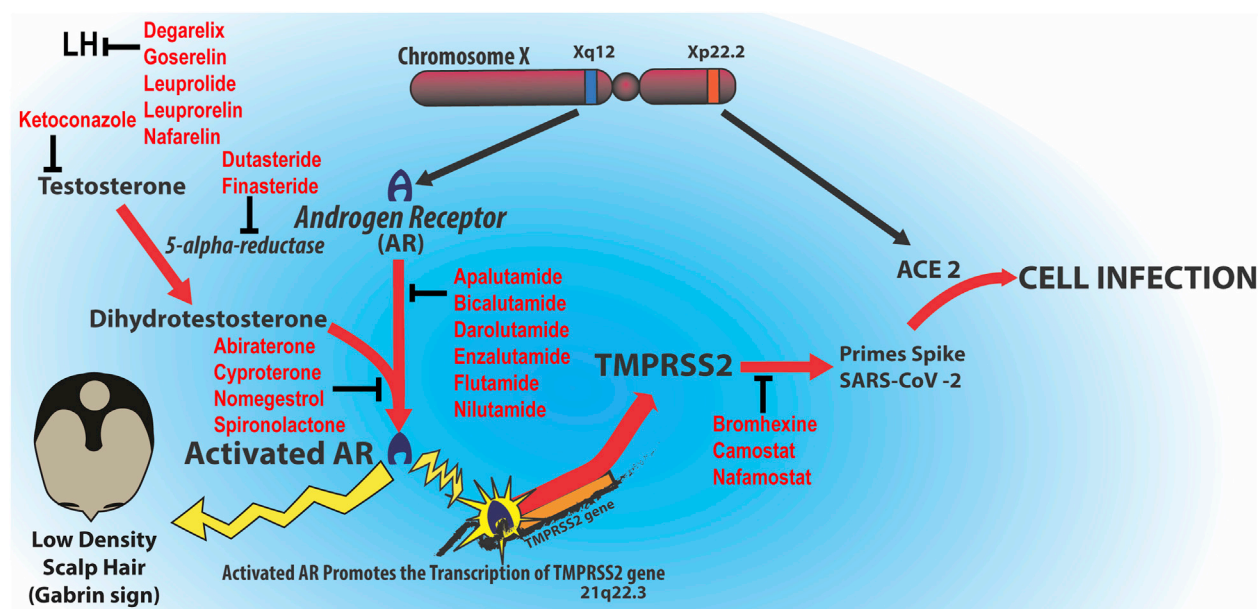 LH
Degarelix
Goserelin
Leuprolide
Leuprorelin
Nafarelin
Ketoconazole
Testosterone
Dutasteride
Finasteride
5-alpha-reductase
Chromosome X
Xq12
Xp22.2
Androgen Receptor
(AR)
Apalutamide
Bicalutamide
Darolutamide
Enzalutamide
Flutamide
Nilutamide
Dihydrotestosterone
Abiraterone
Cyproterone
Nomegestrol
Spironolactone
Activated AR
TMPRSS2
Bromhexine
Camostat
Nafamostat
Primes Spike
SARS-CoV -2
ACE 2
CELL INFECTION
Low Density
Scalp Hair
(Gabrin sign)
TMPRSS2 gene
Activated AR Promotes the Transcription of TMPRSS2 gene
21q22.3